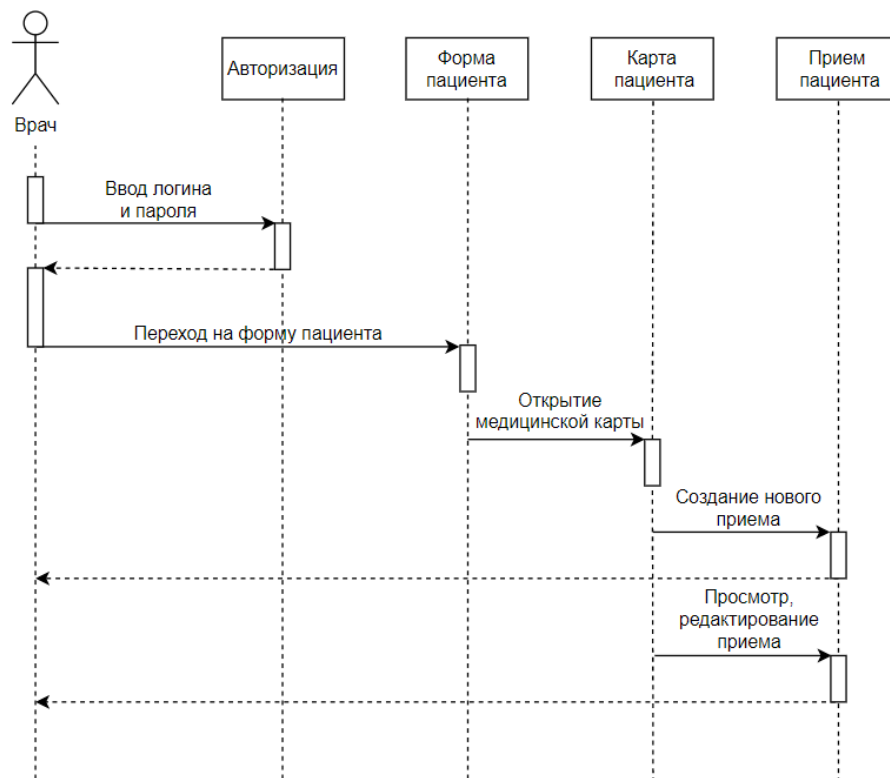 Врач
Авторизация
Форма
пациента
Карта
пациента
Прием
пациента
Ввод логина
и пароля
Переход на форму пациента
Открытие
медицинской карты
Создание нового
приема
Просмотр,
редактирование
приема